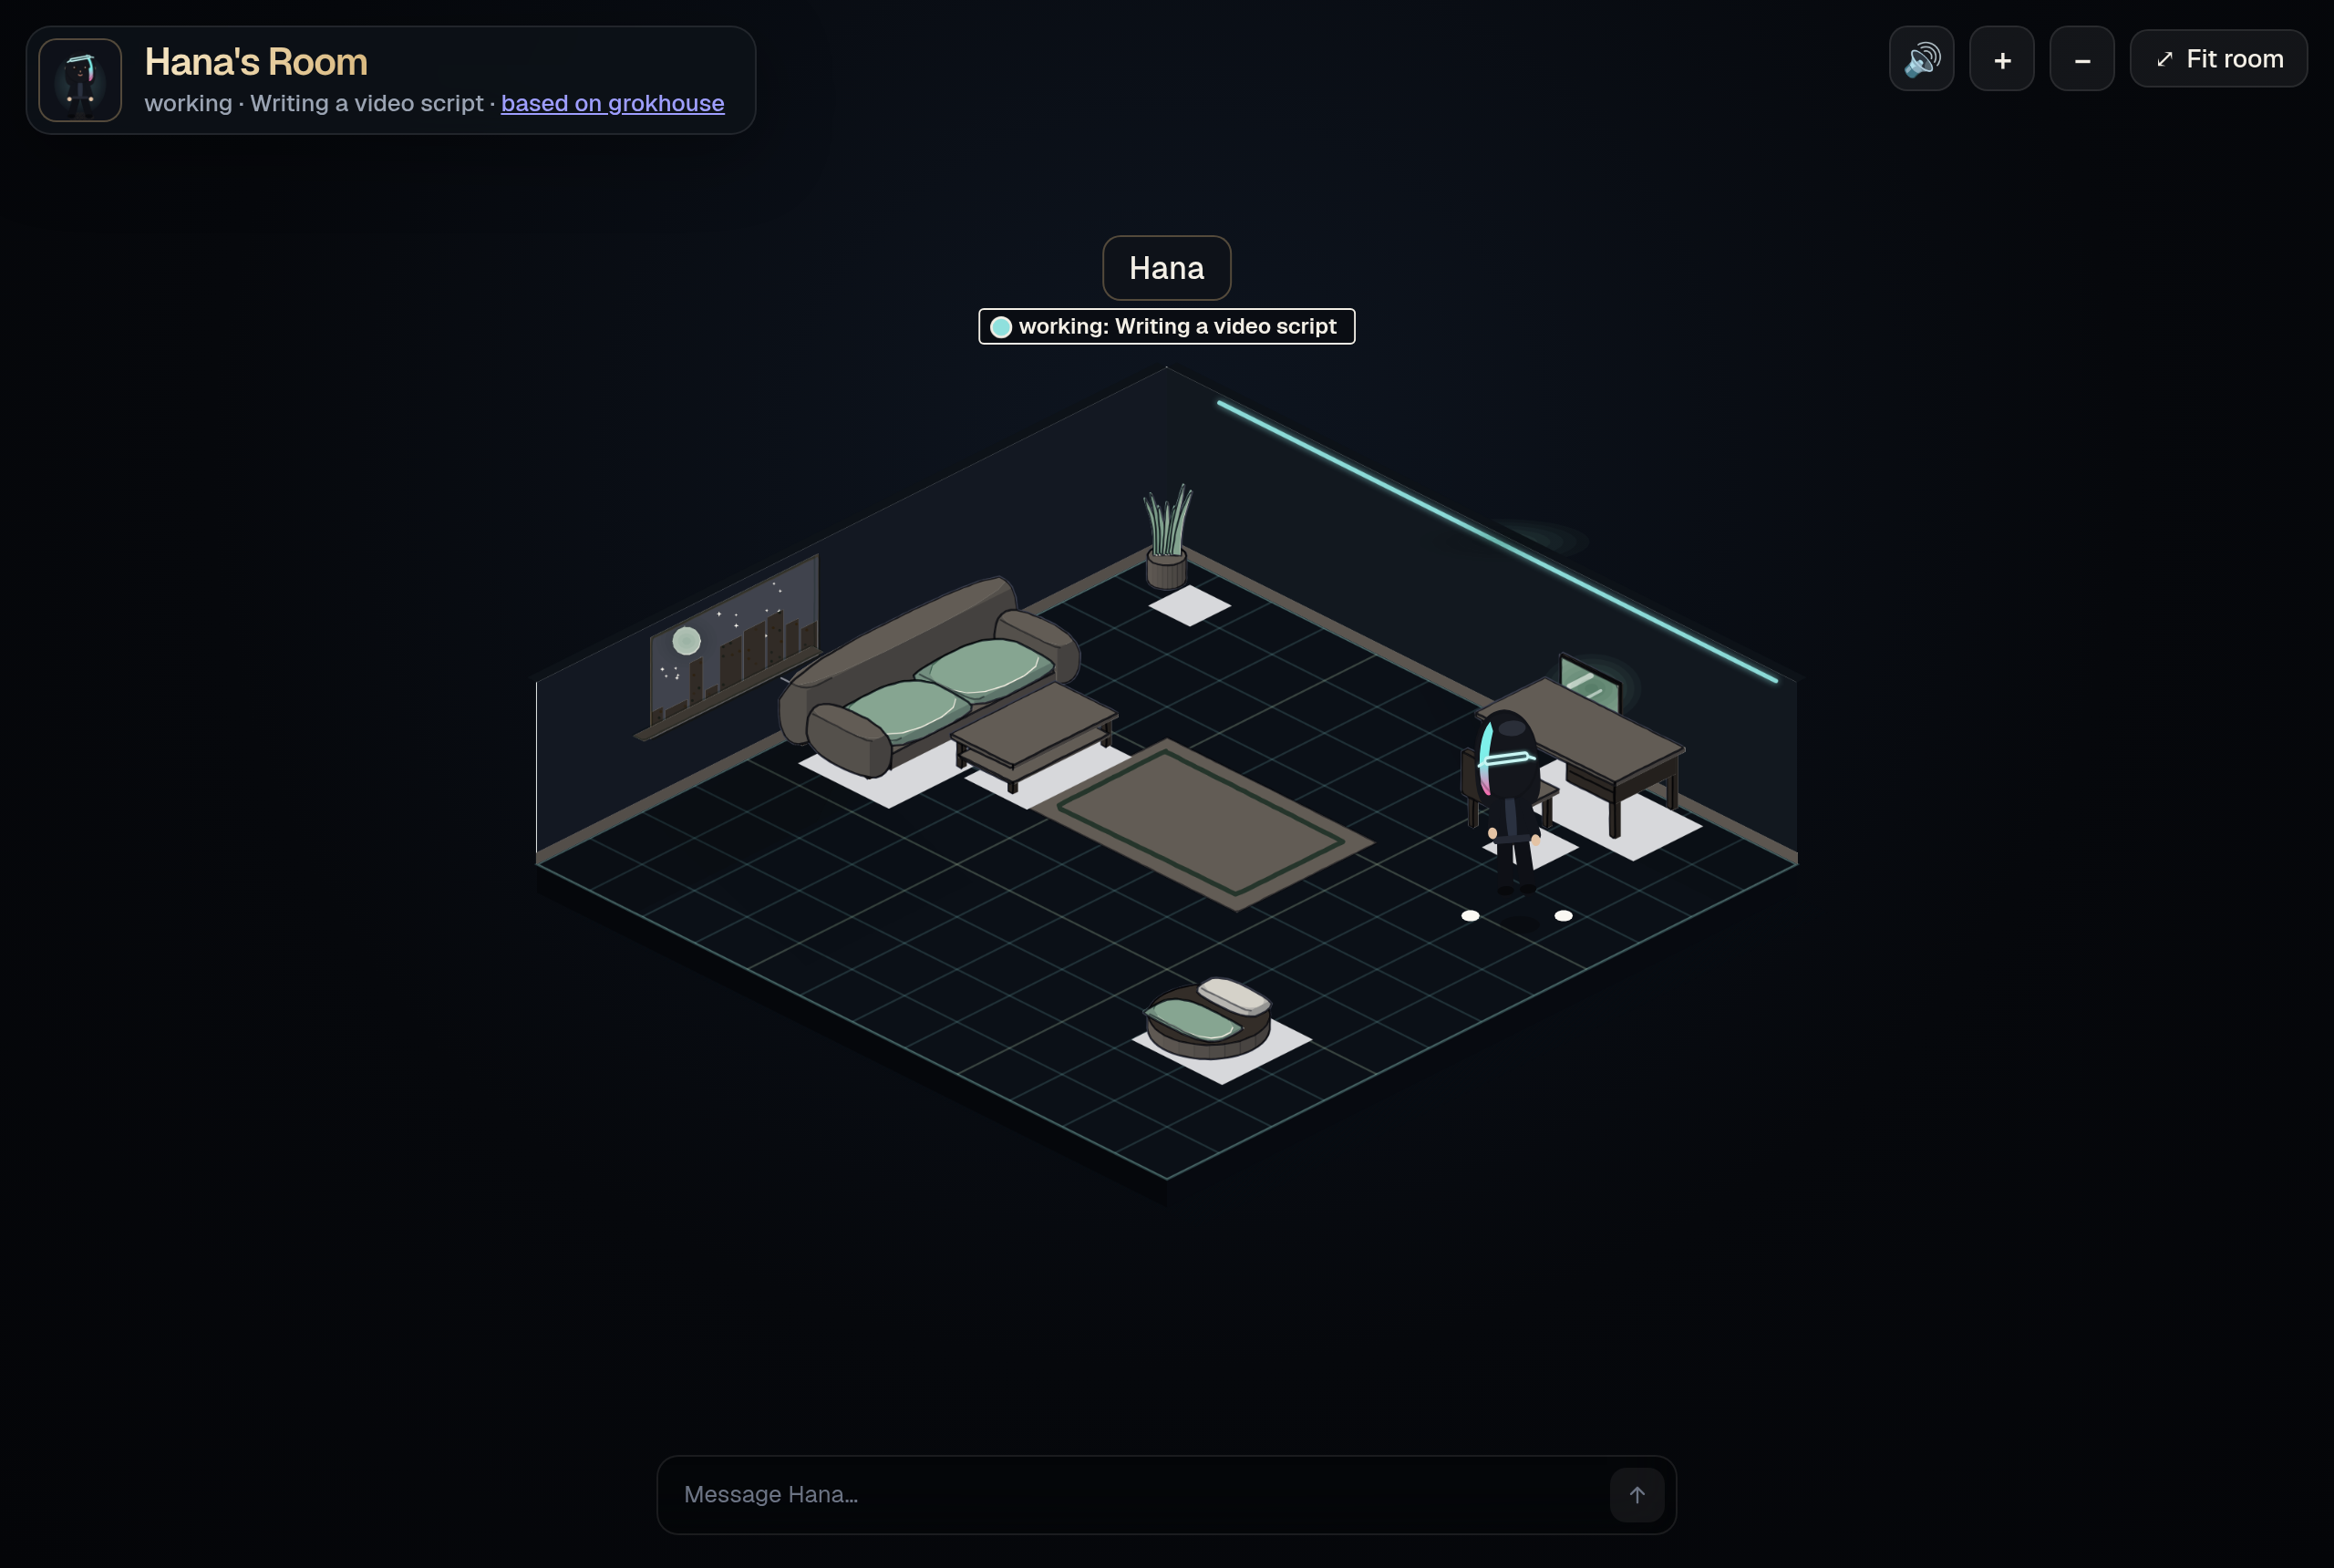 Hana's Room
working · Writing a video script · based on grokhouse
🔊
+
−
⤢ Fit room
Hana
working: Writing a video script
Message Hana...
↑